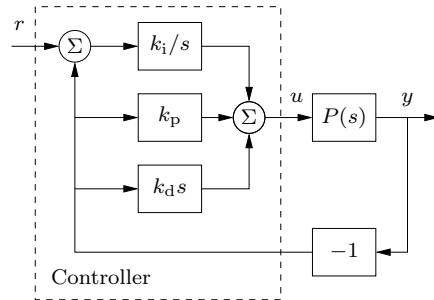 r
Σ
k_i/s
k_p
Σ
u
P(s)
y
k_d s
−1
Controller